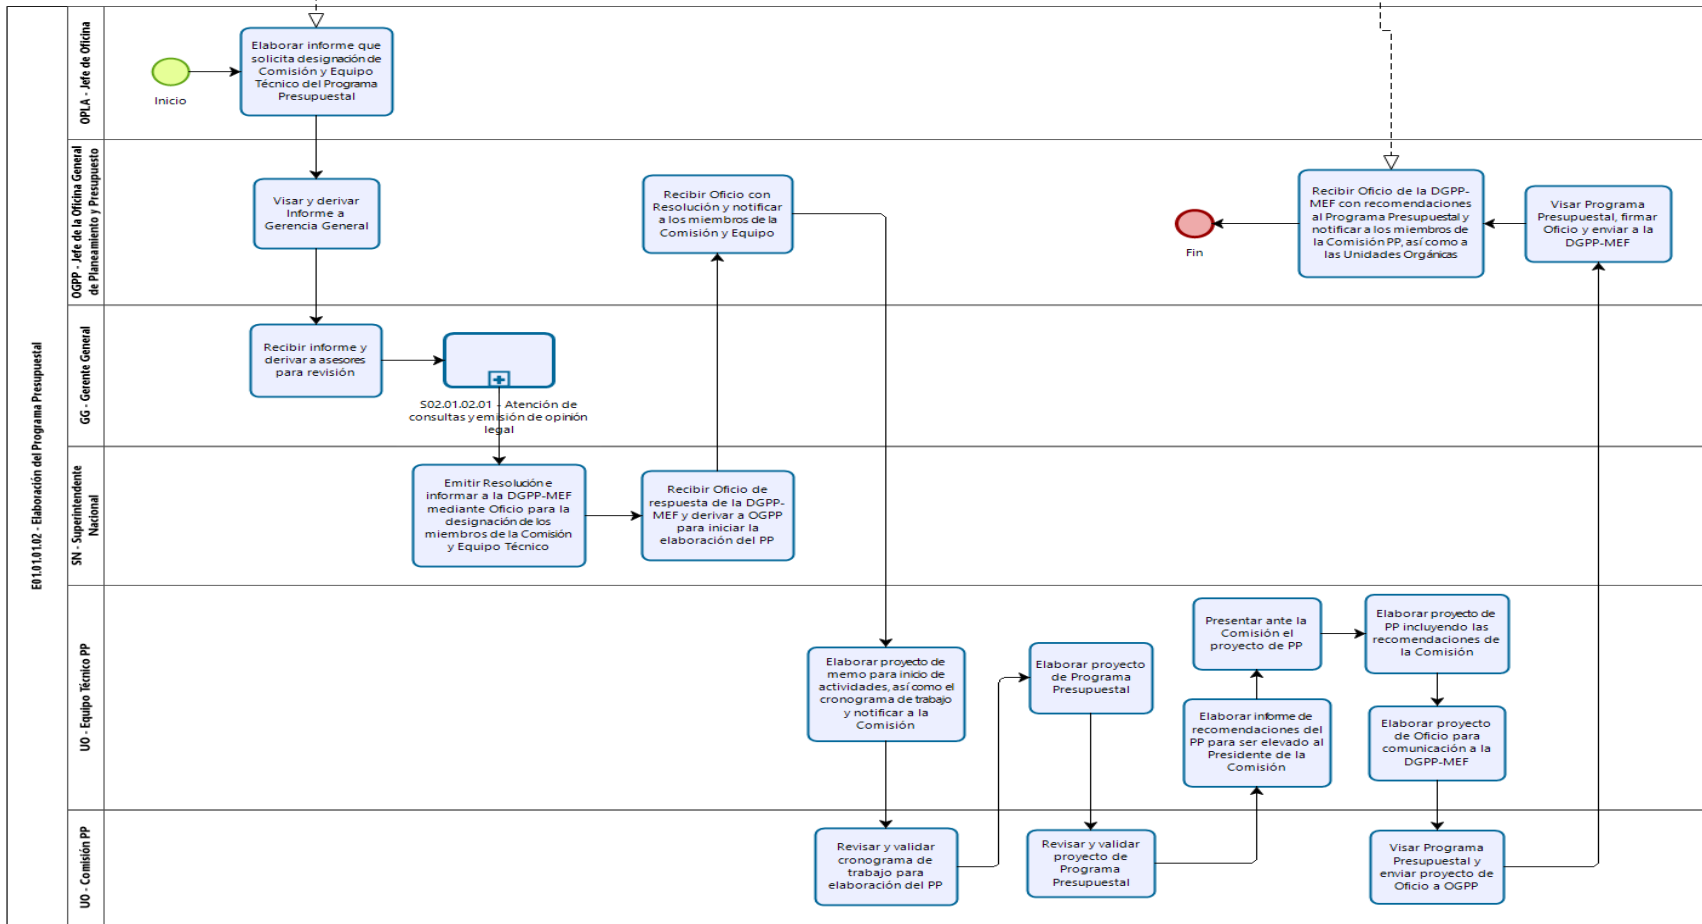 E01.01.01.02 - Elaboración del Programa Presupuestal
OPLA - Jefe de Oficina
Inicio
Elaborar informe que
solicita designación de
Comisión y Equipo
Técnico del Programa
Presupuestal
OGPP - Jefe de la Oficina General
de Planeamiento y Presupuesto
Visar y derivar
Informe a
Gerencia General
Recibir Oficio con
Resolución y notificar
a los miembros de la
Comisión y Equipo
Fin
Recibir Oficio de la DGPP-
MEF con recomendaciones
al Programa Presupuestal y
notificar a los miembros de
la Comisión PP, así como a
las Unidades Orgánicas
Visar Programa
Presupuestal, firmar
Oficio y enviar a la
DGPP-MEF
GG - Gerente General
Recibir informe y
derivar a asesores
para revisión
S02.01.02.01 - Atención de
consultas y emisión de opinión
legal
SN - Superintendente
Nacional
Emitir Resolución e
informar a la DGPP-MEF
mediante Oficio para la
designación de los
miembros de la Comisión
y Equipo Técnico
Recibir Oficio de
respuesta de la DGPP-
MEF y derivar a OGPP
para iniciar la
elaboración del PP
UO - Equipo Técnico PP
Elaborar proyecto de
memo para inicio de
actividades, así como el
cronograma de trabajo
y notificar a la
Comisión
Elaborar proyecto
de Programa
Presupuestal
Presentar ante la
Comisión el
proyecto de PP
Elaborar informe de
recomendaciones del
PP para ser elevado al
Presidente de la
Comisión
Elaborar proyecto de
PP incluyendo las
recomendaciones de
la Comisión
Elaborar proyecto
de Oficio para
comunicación a la
DGPP-MEF
UO - Comisión PP
Revisar y validar
cronograma de
trabajo para
elaboración del PP
Revisar y validar
proyecto de
Programa
Presupuestal
Visar Programa
Presupuestal y
enviar proyecto de
Oficio a OGPP